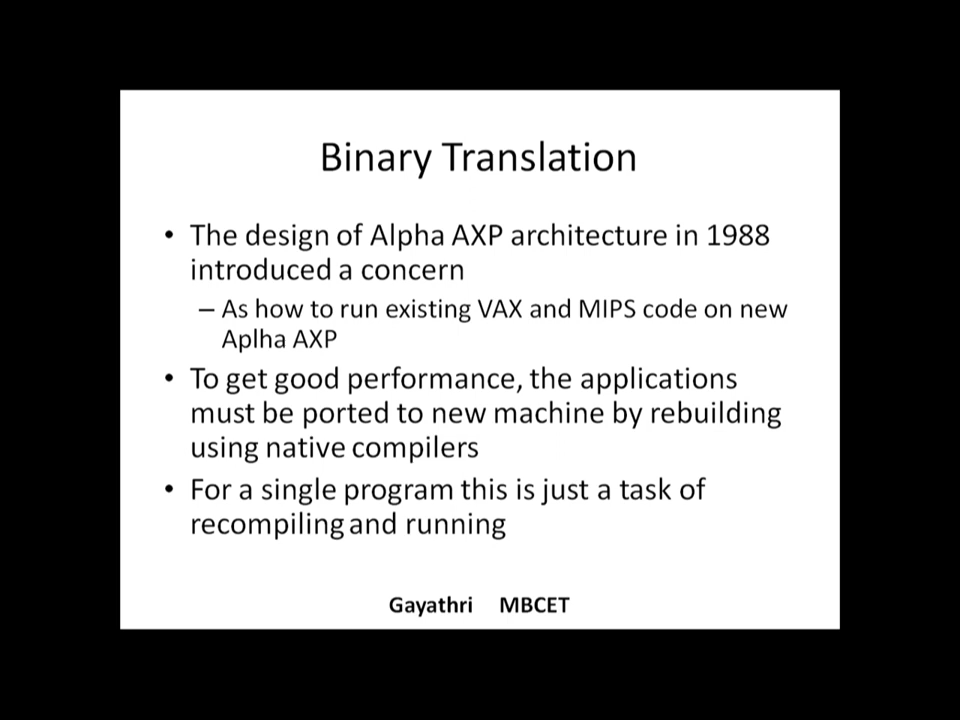 Binary Translation
• The design of Alpha AXP architecture in 1988
introduced a concern
– As how to run existing VAX and MIPS code on new
Aplha AXP
• To get good performance, the applications
must be ported to new machine by rebuilding
using native compilers
• For a single program this is just a task of
recompiling and running
Gayathri MBCET